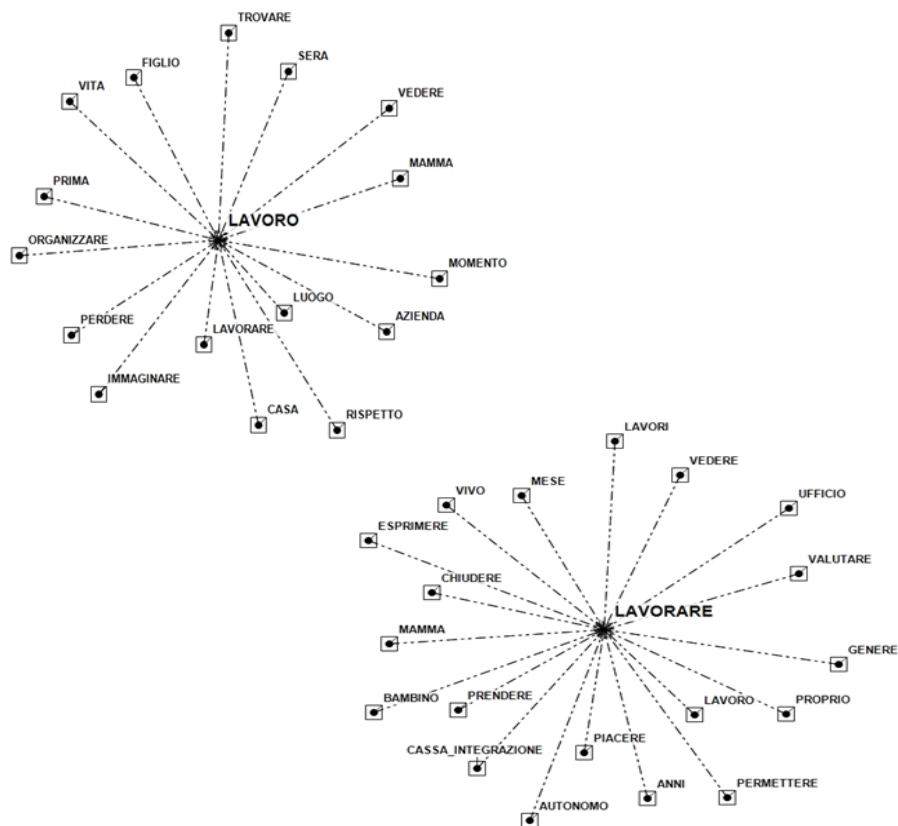 TROVARE
SERA
FIGLIO
VITA
VEDERE
MAMMA
PRIMA
LAVORO
ORGANIZZARE
MOMENTO
LUOGO
AZIENDA
PERDERE
LAVORARE
IMMAGINARE
CASA
RISPETTO
LAVORI
VEDERE
MESE
VIVO
UFFICIO
ESPRIMERE
VALUTARE
CHIUDERE
LAVORARE
MAMMA
GENERE
BAMBINO
PRENDERE
LAVORO
PROPRIO
CASSA_INTEGRAZIONE
PIACERE
ANNI
PERMETTERE
AUTONOMO